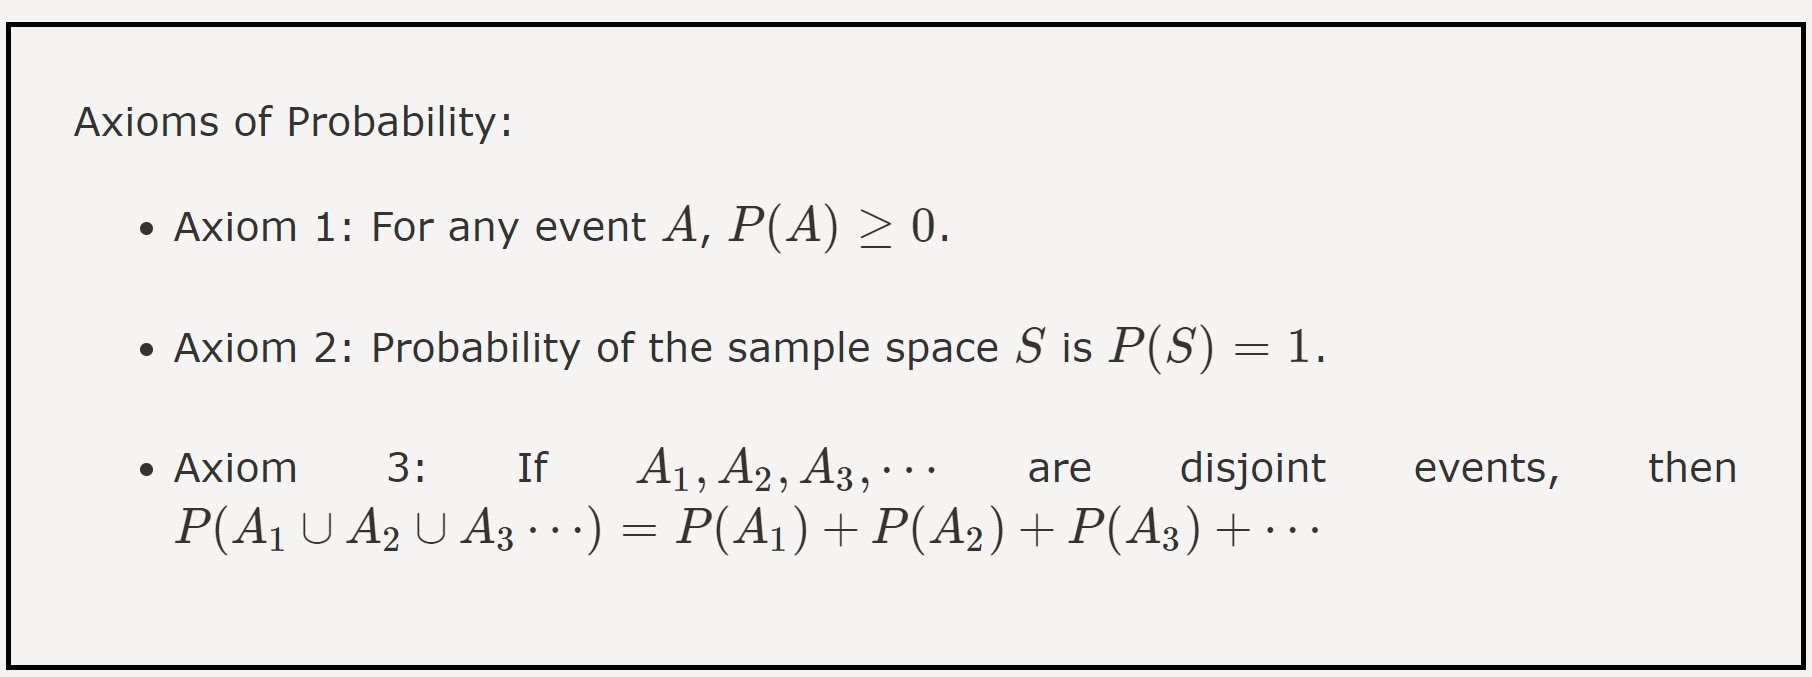 Axioms of Probability:
• Axiom 1: For any event A, P(A) ≥ 0.
• Axiom 2: Probability of the sample space S is P(S) = 1.
• Axiom 3: If A₁, A₂, A₃, ⋯ are disjoint events, then
P(A₁ ∪ A₂ ∪ A₃ ⋯) = P(A₁) + P(A₂) + P(A₃) + ⋯